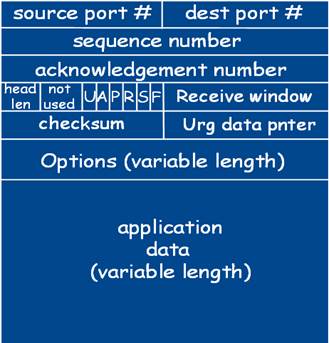 source port # dest port #
sequence number
acknowledgement number
head len not used U A P R S F Receive window
checksum Urg data pnter
Options (variable length)
application
data
(variable length)